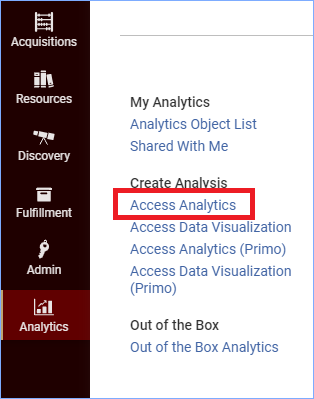 Acquisitions
Resources
Discovery
Fulfillment
Admin
Analytics
My Analytics
Analytics Object List
Shared With Me
Create Analysis
Access Analytics
Access Data Visualization
Access Analytics (Primo)
Access Data Visualization
(Primo)
Out of the Box
Out of the Box Analytics